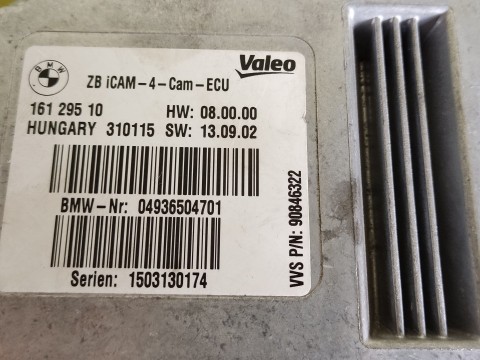 BMW
Valeo
ZB iCAM-4-Cam-ECU
161 295 10 HW: 08.00.00
HUNGARY 310115 SW: 13.09.02
BMW-Nr: 04936504701
Serien: 1503130174
VVS P/N: 90846322